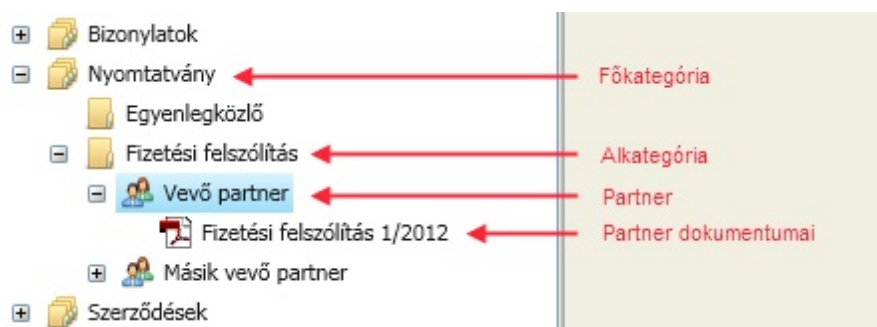 Bizonylatok
Nyomtatvány Főkategória
Egyenlegközlő
Fizetési felszólítás Alkategória
Vevő partner Partner
Fizetési felszólítás 1/2012 Partner dokumentumai
Másik vevő partner
Szerződések